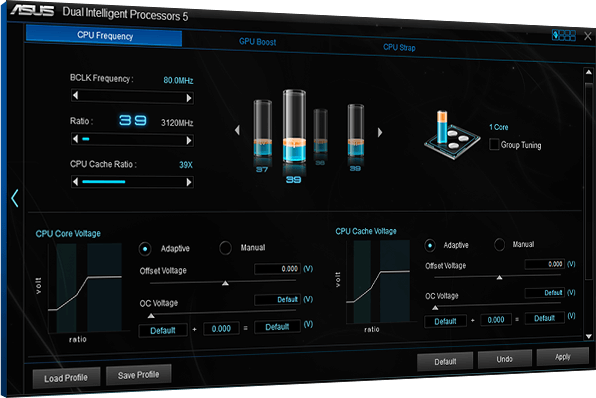 ASUS Dual Intelligent Processors 5
CPU Frequency
GPU Boost
CPU Strap
BCLK Frequency : 80.0MHz
Ratio : 39 3120MHz
CPU Cache Ratio : 39X
37
39
38
39
1 Core
Group Tuning
CPU Core Voltage
volt
ratio
Adaptive
Manual
Offset Voltage 0.000 (V)
OC Voltage Default (V)
Default + 0.000 = Default (V)
CPU Cache Voltage
volt
ratio
Adaptive
Manual
Offset Voltage 0.000 (V)
OC Voltage Default (V)
Default + 0.000 = Default (V)
Load Profile
Save Profile
Default
Undo
Apply